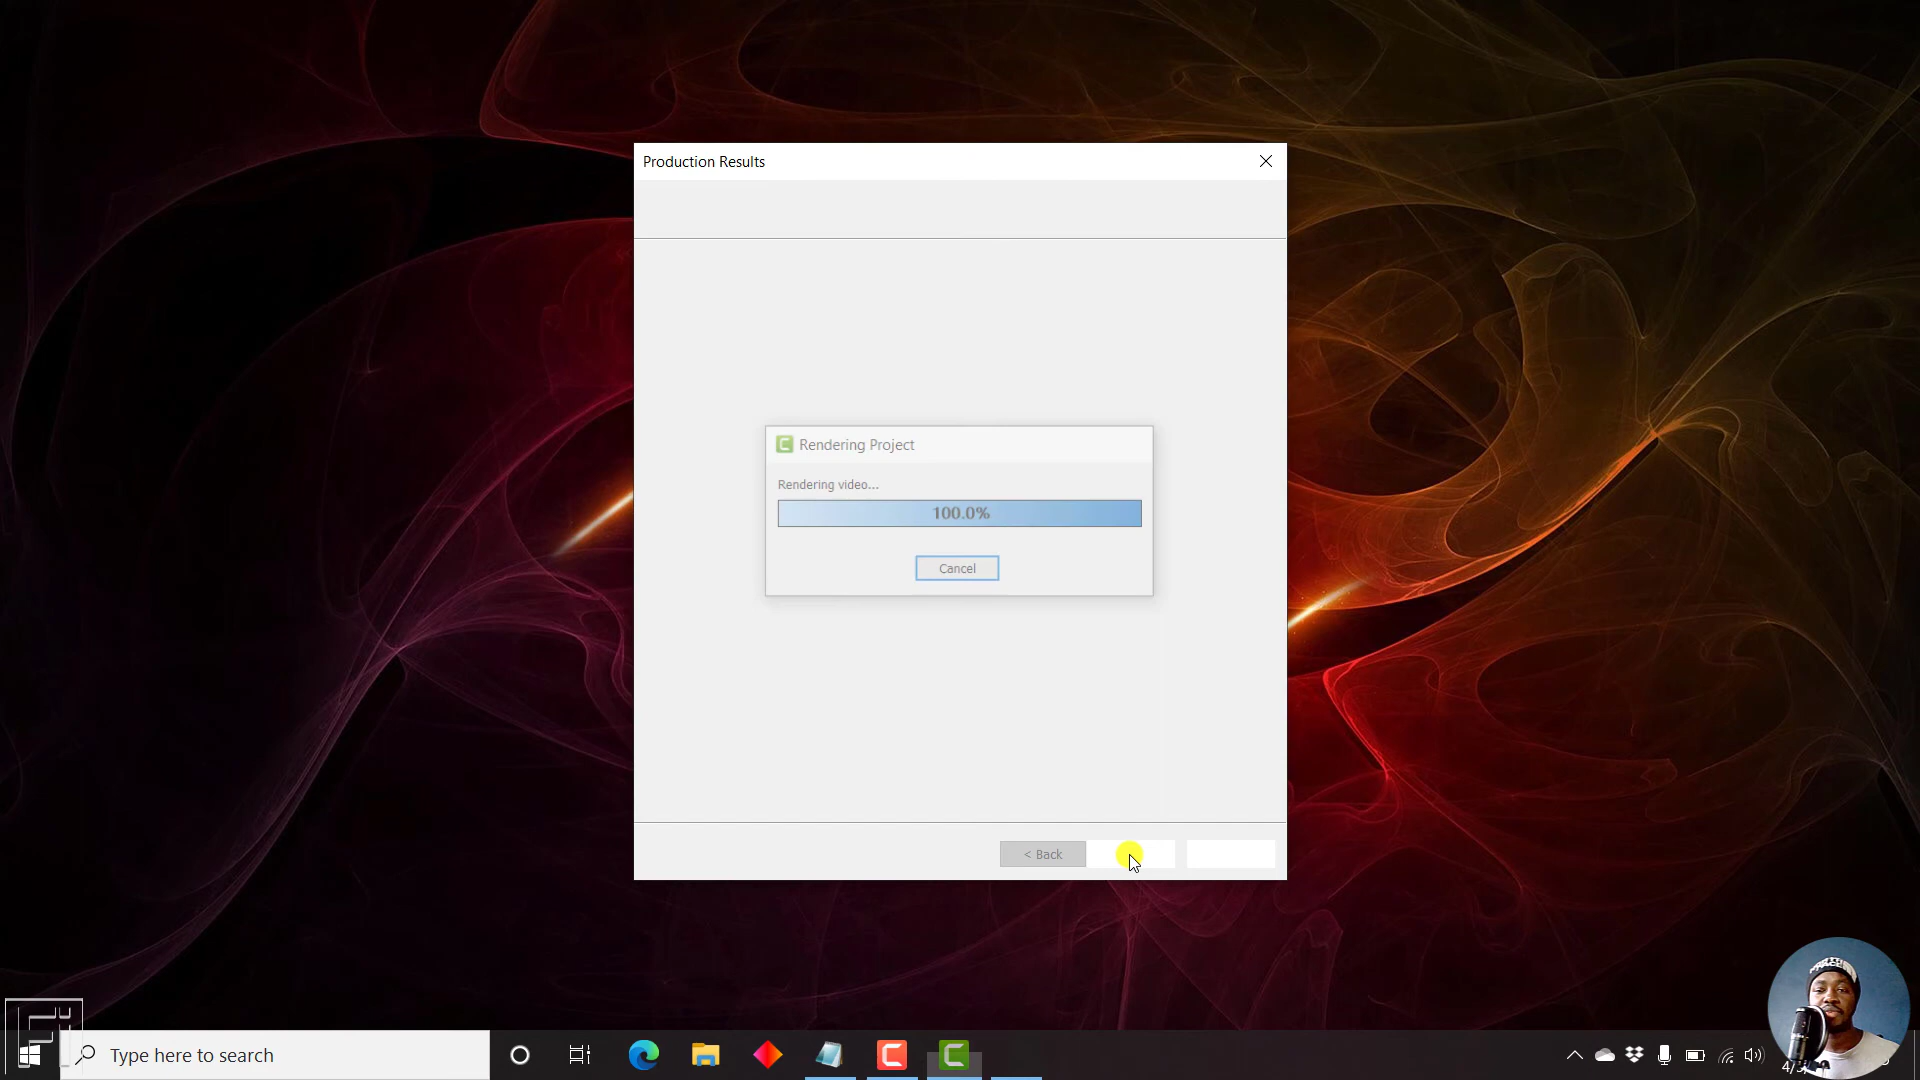 Production Results
Rendering Project
Rendering video...
100.0%
Cancel
< Back
Type here to search